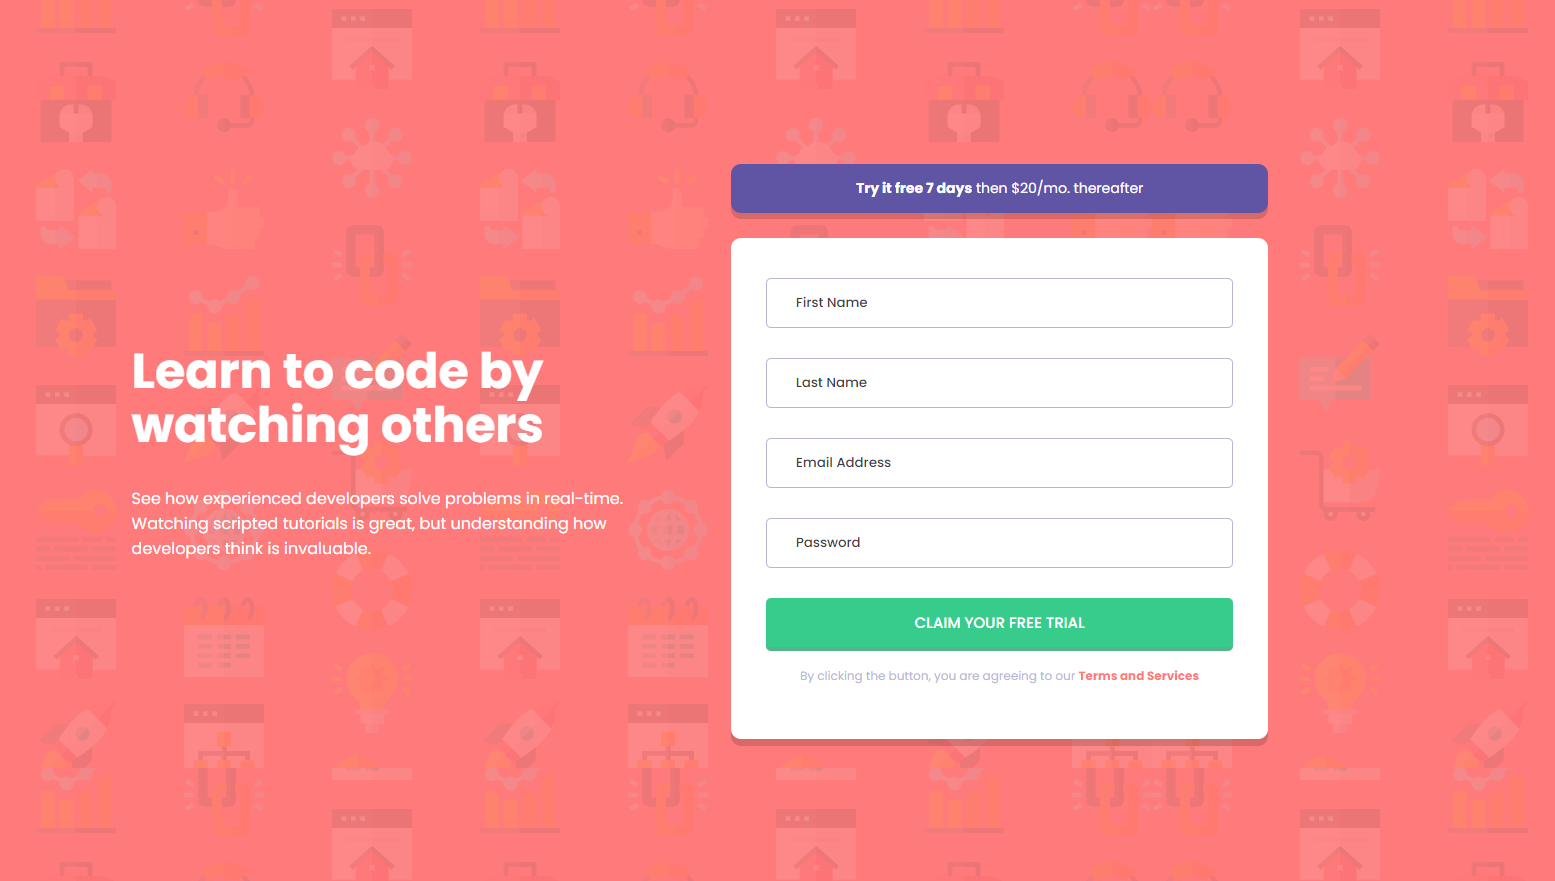 Learn to code by
watching others
See how experienced developers solve problems in real-time.
Watching scripted tutorials is great, but understanding how
developers think is invaluable.
Try it free 7 days then $20/mo. thereafter
First Name
Last Name
Email Address
Password
CLAIM YOUR FREE TRIAL
By clicking the button, you are agreeing to our Terms and Services